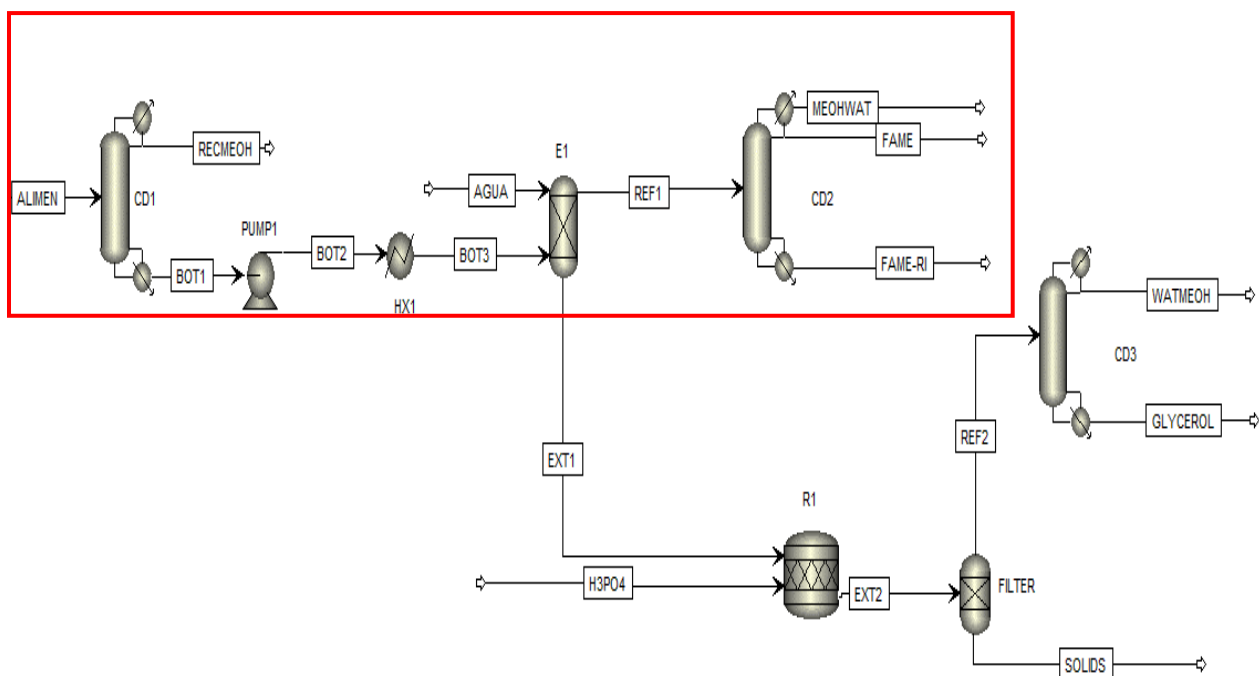 MEOHWAT
FAME
E1
RECMEOH
AGUA
REF1
ALIMEN
CD1
CD2
PUMP1
BOT2
BOT3
FAME-RI
BOT1
HX1
WATMEOH
CD3
GLYCEROL
REF2
EXT1
R1
H3PO4
EXT2
FILTER
SOLIDS